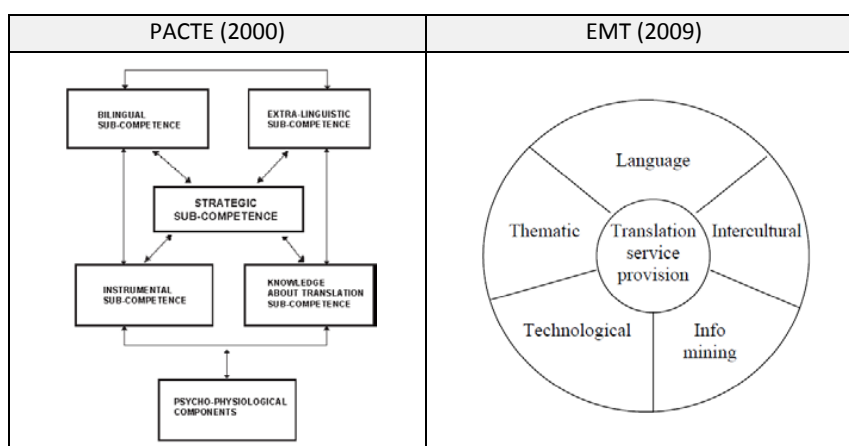 PACTE (2000)
EMT (2009)
BILINGUAL
SUB-COMPETENCE
EXTRA-LINGUISTIC
SUB-COMPETENCE
STRATEGIC
SUB-COMPETENCE
INSTRUMENTAL
SUB-COMPETENCE
KNOWLEDGE
ABOUT TRANSLATION
SUB-COMPETENCE
PSYCHO-PHYSIOLOGICAL
COMPONENTS
Language
Thematic
Translation
service
provision
Intercultural
Technological
Info
mining